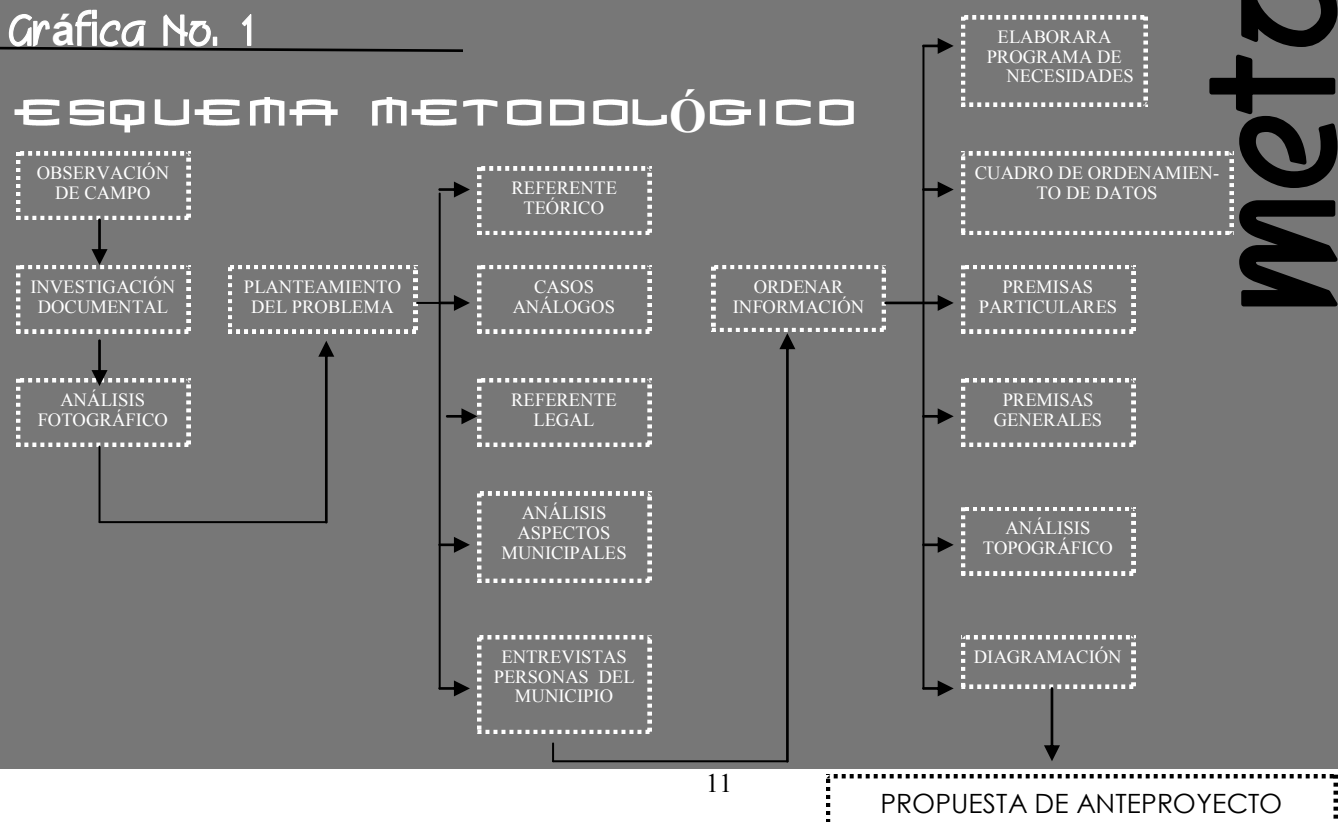 Gráfica No. 1
ESQUEMA METODOLÓGICO
OBSERVACIÓN
DE CAMPO
INVESTIGACIÓN
DOCUMENTAL
ANÁLISIS
FOTOGRÁFICO
PLANTEAMIENTO
DEL PROBLEMA
REFERENTE
TEÓRICO
CASOS
ANÁLOGOS
REFERENTE
LEGAL
ANÁLISIS
ASPECTOS
MUNICIPALES
ENTREVISTAS
PERSONAS DEL
MUNICIPIO
ORDENAR
INFORMACIÓN
ELABORARA
PROGRAMA DE
NECESIDADES
CUADRO DE ORDENAMIEN-
TO DE DATOS
PREMISAS
PARTICULARES
PREMISAS
GENERALES
ANÁLISIS
TOPOGRÁFICO
DIAGRAMACIÓN
PROPUESTA DE ANTEPROYECTO
11